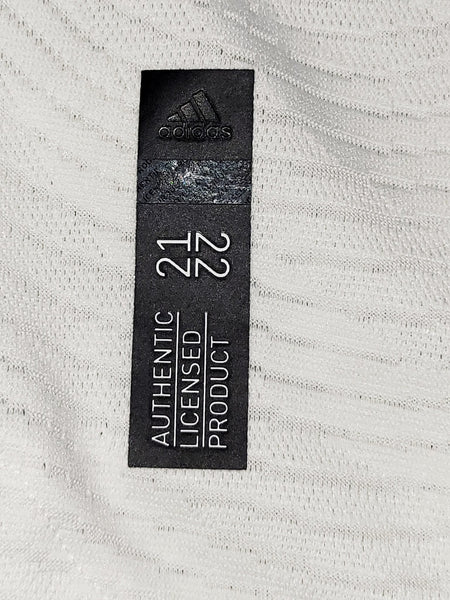 adidas
21
22
AUTHENTIC
LICENSED
PRODUCT